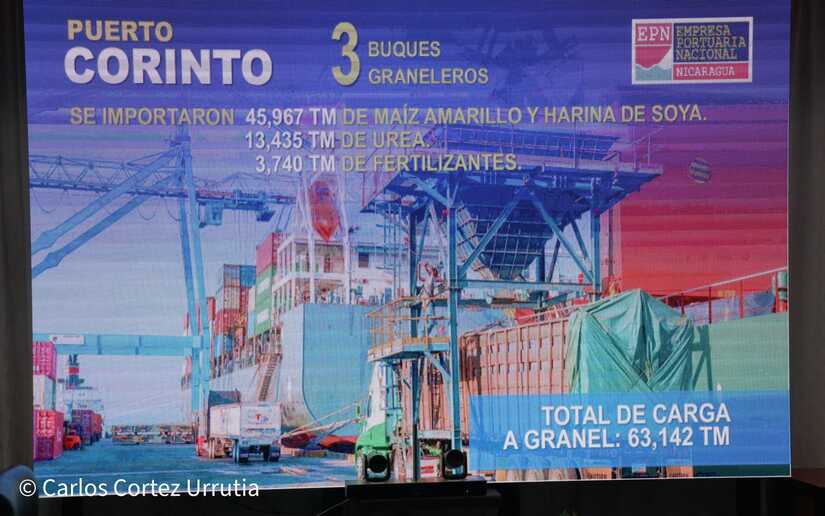 PUERTO
CORINTO
3 BUQUES
GRANELEROS
EPN
EMPRESA
PORTUARIA
NACIONAL
NICARAGUA
SE IMPORTARON 45,967 TM DE MAÍZ AMARILLO Y HARINA DE SOYA.
13,435 TM DE UREA.
3,740 TM DE FERTILIZANTES.
TOTAL DE CARGA
A GRANEL: 63,142 TM
© Carlos Cortez Urrutia